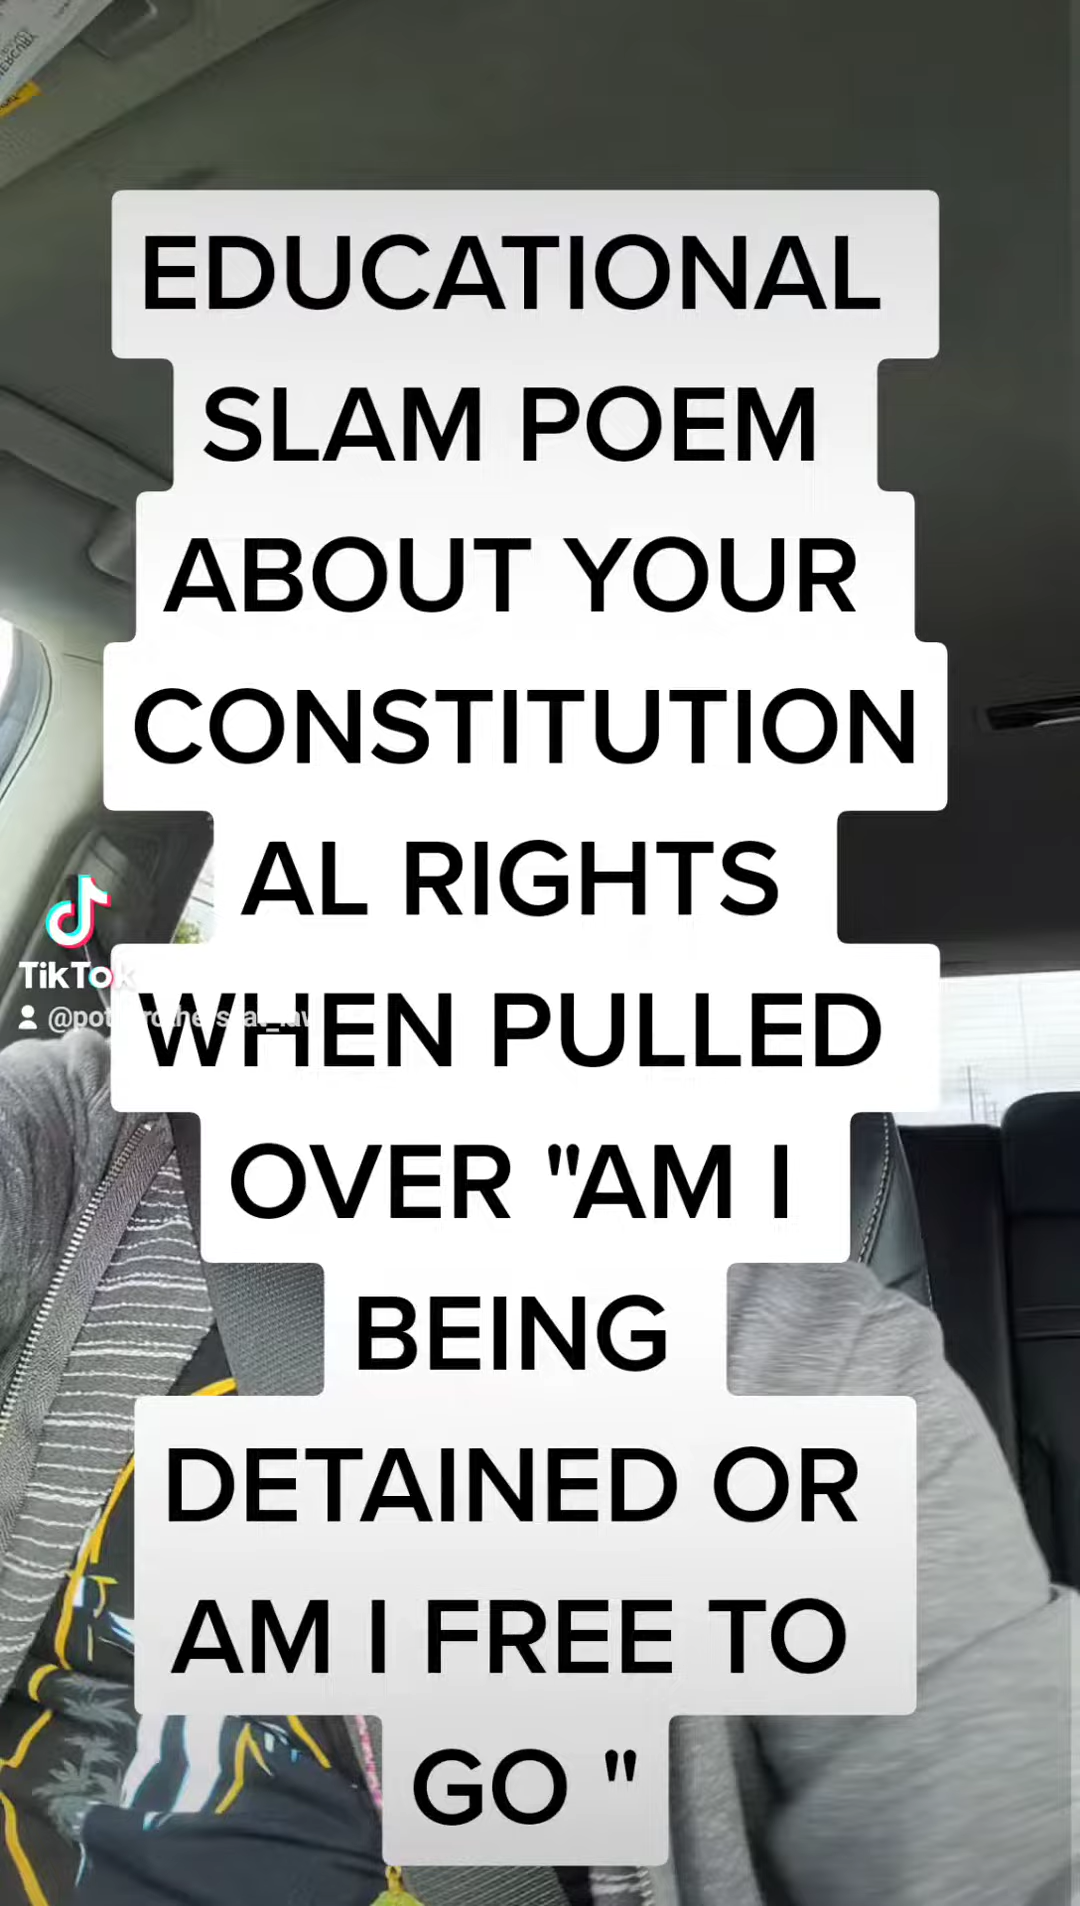 MERCURY
EDUCATIONAL
SLAM POEM
ABOUT YOUR
CONSTITUTION
AL RIGHTS
WHEN PULLED
OVER "AM I
BEING
DETAINED OR
AM I FREE TO
GO "
TikTok